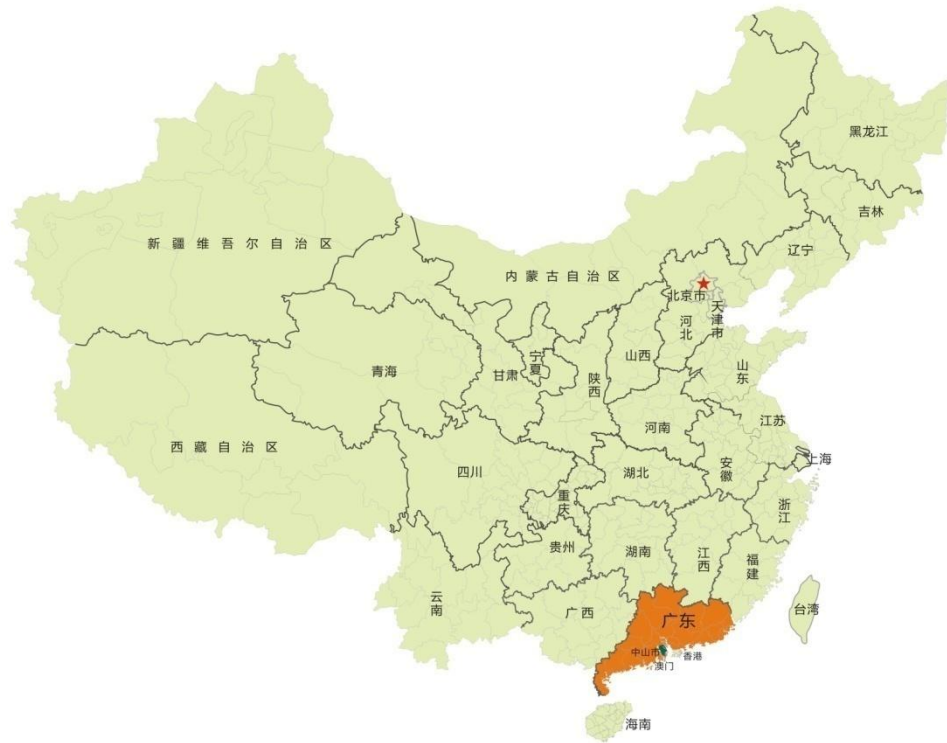 黑龙江
吉林
辽宁
新疆维吾尔自治区
内蒙古自治区
北京市
天津市
河北
山西
山东
宁夏
甘肃
青海
陕西
河南
江苏
西藏自治区
四川
湖北
安徽
上海
重庆
浙江
贵州
湖南
江西
福建
云南
广西
广东
台湾
中山市
香港
澳门
海南